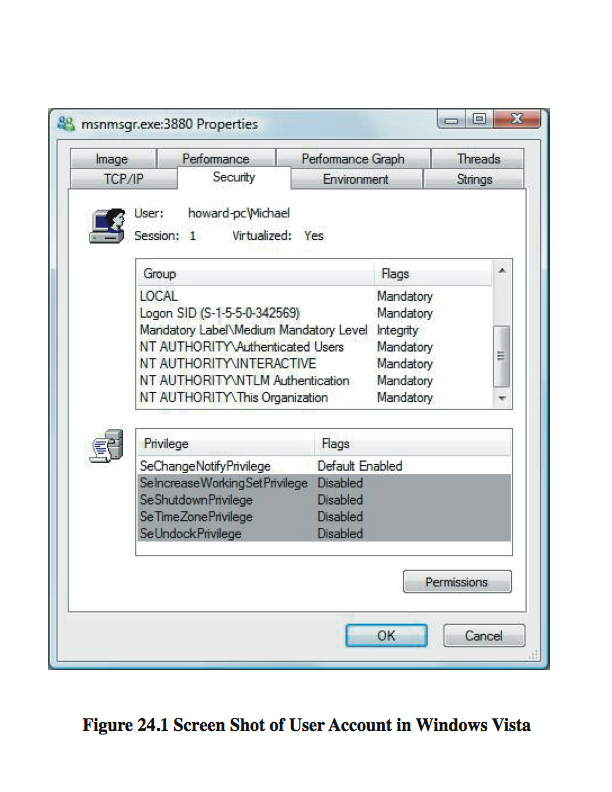 msnmsgr.exe:3880 Properties
Image Performance Performance Graph Threads
TCP/IP Security Environment Strings
User: howard-pc\Michael
Session: 1 Virtualized: Yes
Group Flags
LOCAL Mandatory
Logon SID (S-1-5-5-0-342569) Mandatory
Mandatory Label\Medium Mandatory Level Integrity
NT AUTHORITY\Authenticated Users Mandatory
NT AUTHORITY\INTERACTIVE Mandatory
NT AUTHORITY\NTLM Authentication Mandatory
NT AUTHORITY\This Organization Mandatory
Privilege Flags
SeChangeNotifyPrivilege Default Enabled
SeIncreaseWorkingSetPrivilege Disabled
SeShutdownPrivilege Disabled
SeTimeZonePrivilege Disabled
SeUndockPrivilege Disabled
Permissions
OK Cancel
Figure 24.1 Screen Shot of User Account in Windows Vista